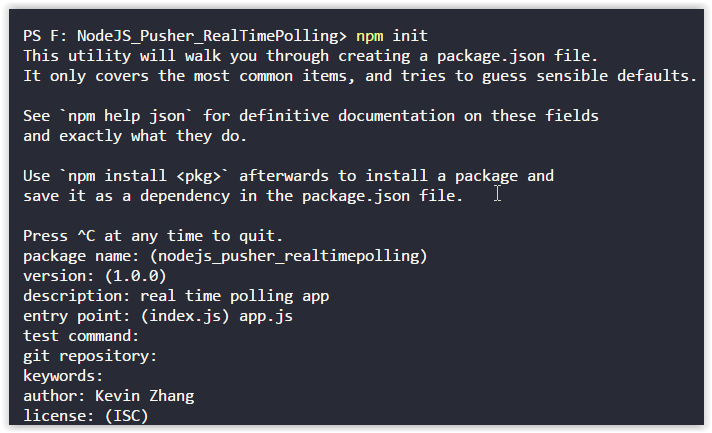 PS F: NodeJS_Pusher_RealTimePolling> npm init
This utility will walk you through creating a package.json file.
It only covers the most common items, and tries to guess sensible defaults.
See `npm help json` for definitive documentation on these fields
and exactly what they do.
Use `npm install <pkg>` afterwards to install a package and
save it as a dependency in the package.json file.
Press ^C at any time to quit.
package name: (nodejs_pusher_realtimepolling)
version: (1.0.0)
description: real time polling app
entry point: (index.js) app.js
test command:
git repository:
keywords:
author: Kevin Zhang
license: (ISC)